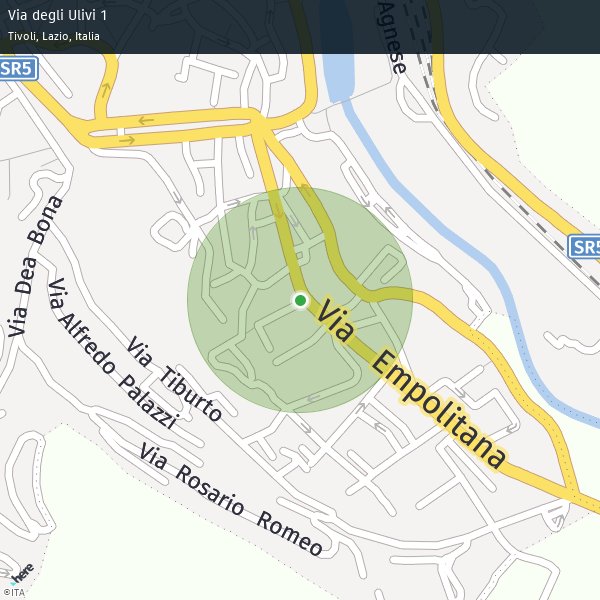 Via degli Ulivi 1
Tivoli, Lazio, Italia
Agnese
SR5
Via Dea Bona
SR5
Via Alfredo Palazzi
Via Tiburto
Via Empolitana
Via Rosario Romeo
here
©ITA